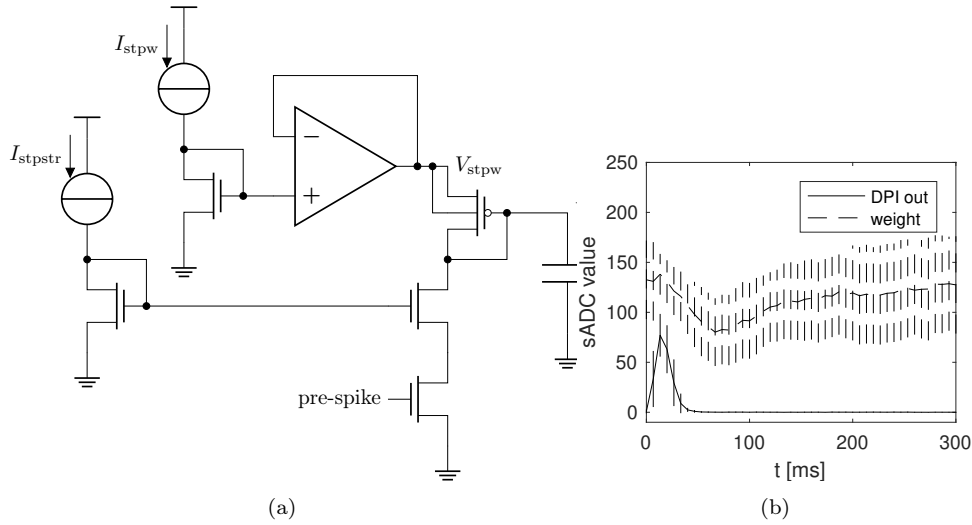 I_stpw
I_stpstr
−
+
V_stpw
pre-spike
(a)
250
200
150
100
50
0
sADC value
DPI out
weight
0
100
200
300
t [ms]
(b)